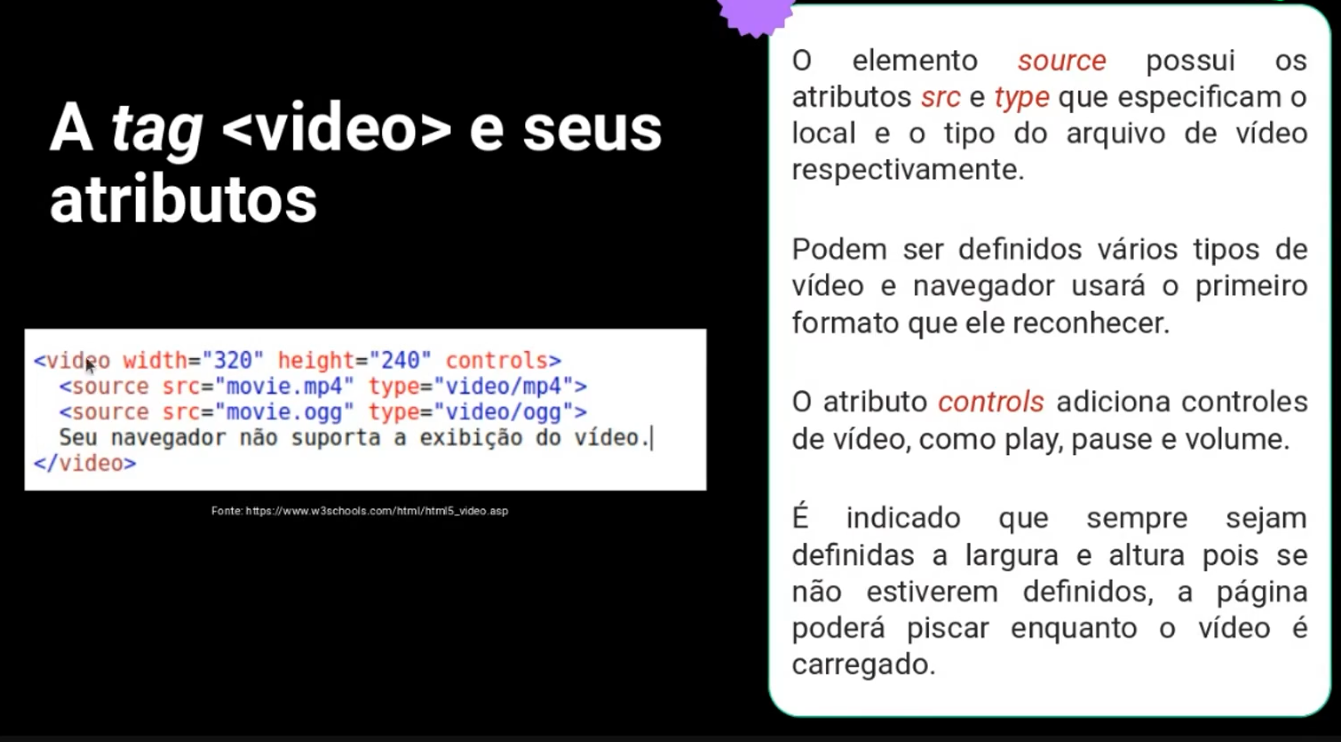 A tag <video> e seus
atributos
<video width="320" height="240" controls>
<source src="movie.mp4" type="video/mp4">
<source src="movie.ogg" type="video/ogg">
Seu navegador não suporta a exibição do vídeo.
</video>
Fonte: https://www.w3schools.com/html/html5_video.asp
O elemento source possui os
atributos src e type que especificam o
local e o tipo do arquivo de vídeo
respectivamente.
Podem ser definidos vários tipos de
vídeo e navegador usará o primeiro
formato que ele reconhecer.
O atributo controls adiciona controles
de vídeo, como play, pause e volume.
É indicado que sempre sejam
definidas a largura e altura pois se
não estiverem definidos, a página
poderá piscar enquanto o vídeo é
carregado.